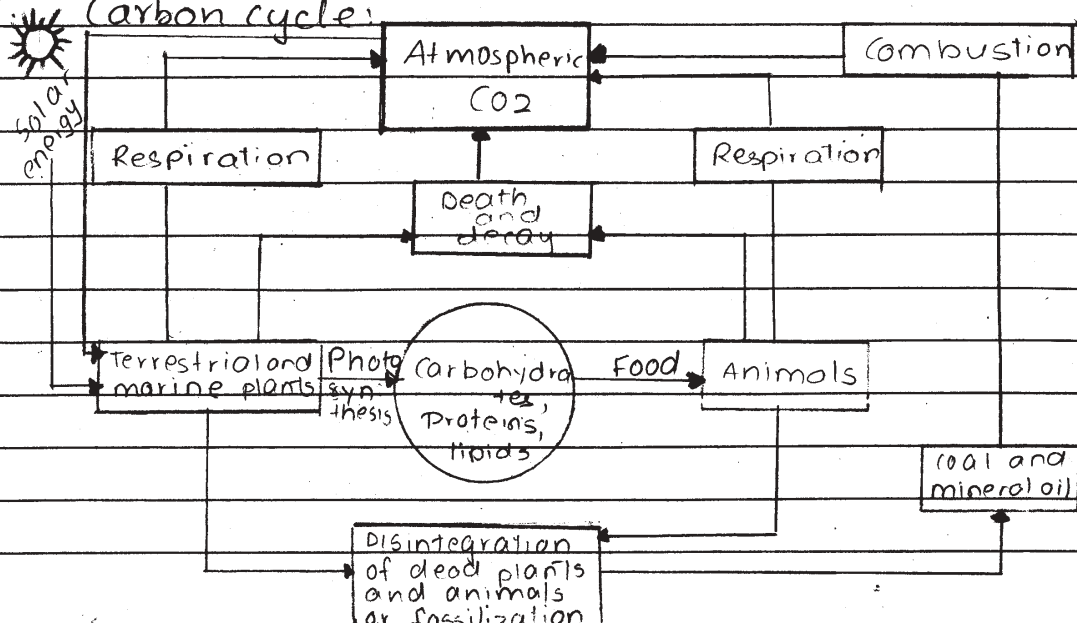 Carbon cycle:
Atmospheric
CO2
Combustion
Solar
energy
Respiration
Respiration
Death
and
decay
Terrestrial and
marine plants
Photo
syn
thesis
Carbohydra
tes,
Proteins,
lipids
Food
Animals
Coal and
mineral oil
Disintegration
of dead plants
and animals
or fossilization